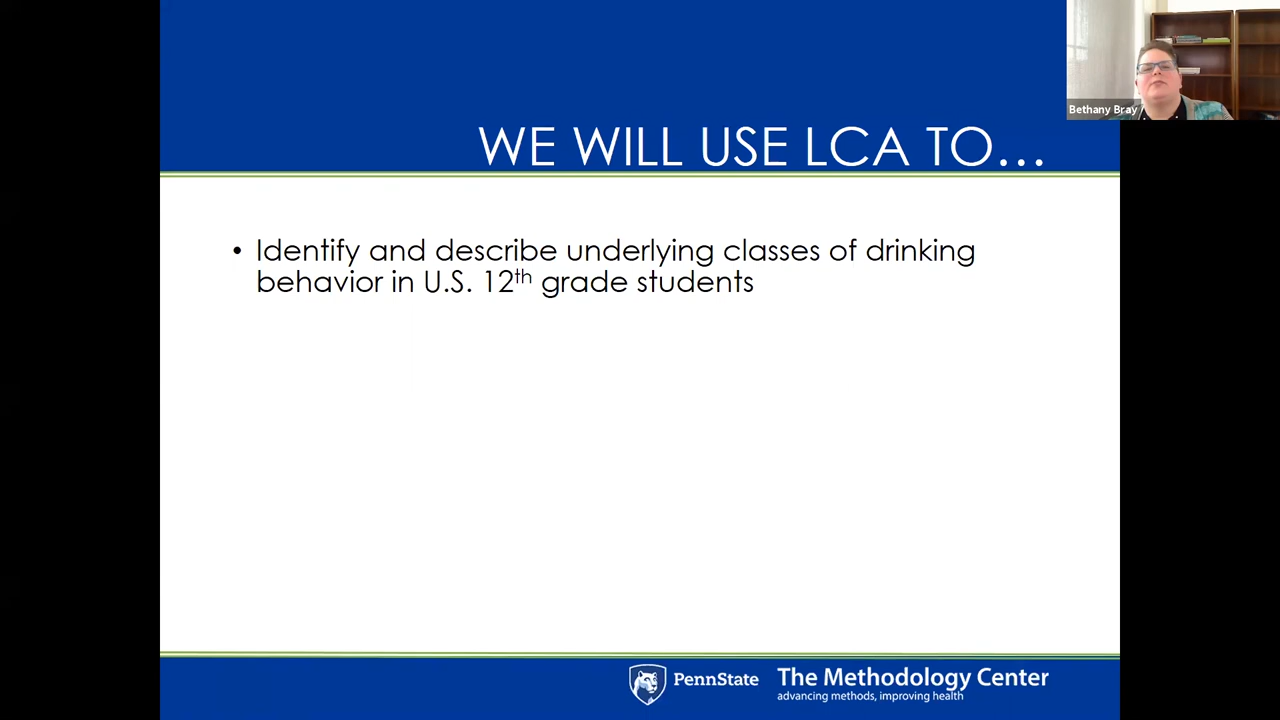 Bethany Bray
WE WILL USE LCA TO…
• Identify and describe underlying classes of drinking
behavior in U.S. 12th grade students
PennState
The Methodology Center
advancing methods, improving health